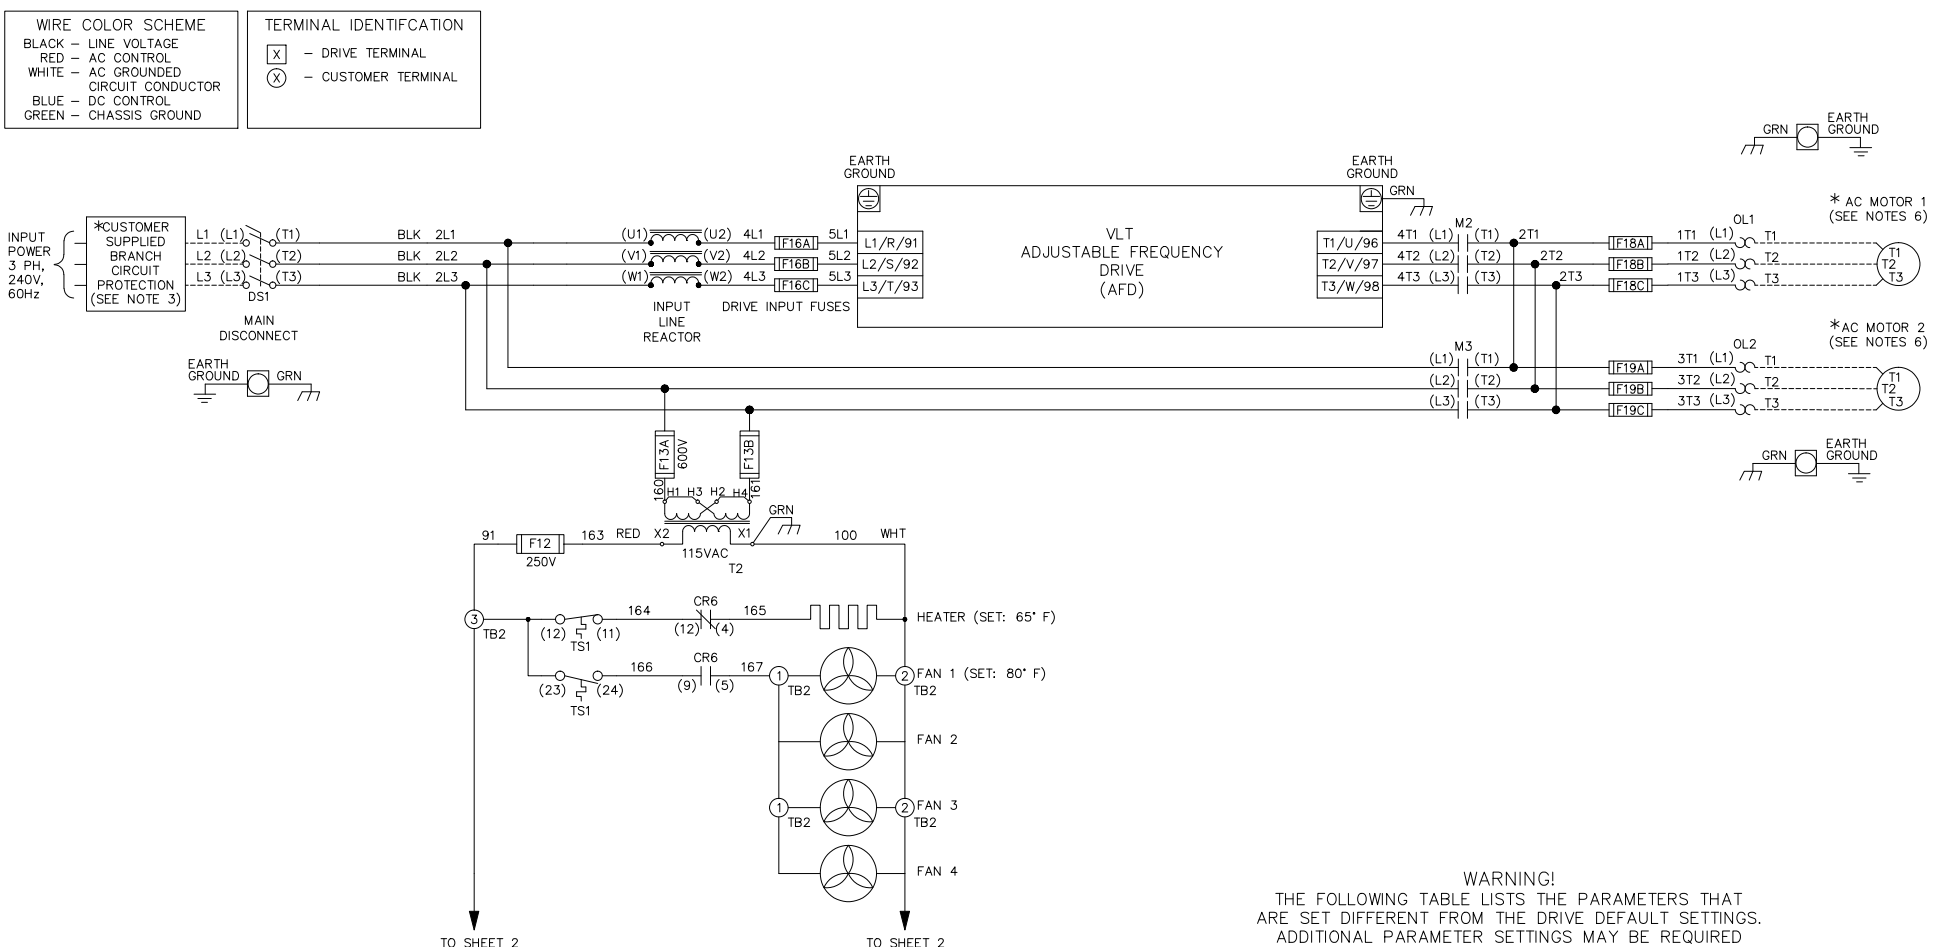 WIRE COLOR SCHEME
BLACK – LINE VOLTAGE
RED – AC CONTROL
WHITE – AC GROUNDED
CIRCUIT CONDUCTOR
BLUE – DC CONTROL
GREEN – CHASSIS GROUND
TERMINAL IDENTIFCATION
X – DRIVE TERMINAL
X – CUSTOMER TERMINAL
GRN
EARTH
GROUND
EARTH
GROUND
EARTH
GROUND
GRN
* AC MOTOR 1
(SEE NOTES 6)
INPUT
POWER
3 PH,
240V,
60Hz
*CUSTOMER
SUPPLIED
BRANCH
CIRCUIT
PROTECTION
(SEE NOTE 3)
L1 (L1) (T1) BLK 2L1 (U1) (U2) 4L1 F16A 5L1 L1/R/91
L2 (L2) (T2) BLK 2L2 (V1) (V2) 4L2 F16B 5L2 L2/S/92
L3 (L3) (T3) BLK 2L3 (W1) (W2) 4L3 F16C 5L3 L3/T/93
DS1
MAIN
DISCONNECT
INPUT
LINE
REACTOR
DRIVE INPUT FUSES
VLT
ADJUSTABLE FREQUENCY
DRIVE
(AFD)
M2
OL1
T1/U/96 4T1 (L1) (T1) 2T1 F18A 1T1 (L1) T1 T1
T2/V/97 4T2 (L2) (T2) 2T2 F18B 1T2 (L2) T2 T2
T3/W/98 4T3 (L3) (T3) 2T3 F18C 1T3 (L3) T3 T3
EARTH
GROUND
GRN
*AC MOTOR 2
(SEE NOTES 6)
M3
OL2
(L1) (T1) F19A 3T1 (L1) T1 T1
(L2) (T2) F19B 3T2 (L2) T2 T2
(L3) (T3) F19C 3T3 (L3) T3 T3
GRN
EARTH
GROUND
F13A
600V
F13B
160
H1 H3 H2 H4
161
GRN
91 F12 163 RED X2 X1 100 WHT
250V
115VAC
T2
3
TB2
(12) (11)
TS1
164
CR6
(12) (4)
165
HEATER (SET: 65° F)
(23) (24)
TS1
166
CR6
(9) (5)
167
1
TB2
2
TB2
FAN 1 (SET: 80° F)
FAN 2
1
TB2
2
TB2
FAN 3
FAN 4
TO SHEET 2
TO SHEET 2
WARNING!
THE FOLLOWING TABLE LISTS THE PARAMETERS THAT
ARE SET DIFFERENT FROM THE DRIVE DEFAULT SETTINGS.
ADDITIONAL PARAMETER SETTINGS MAY BE REQUIRED